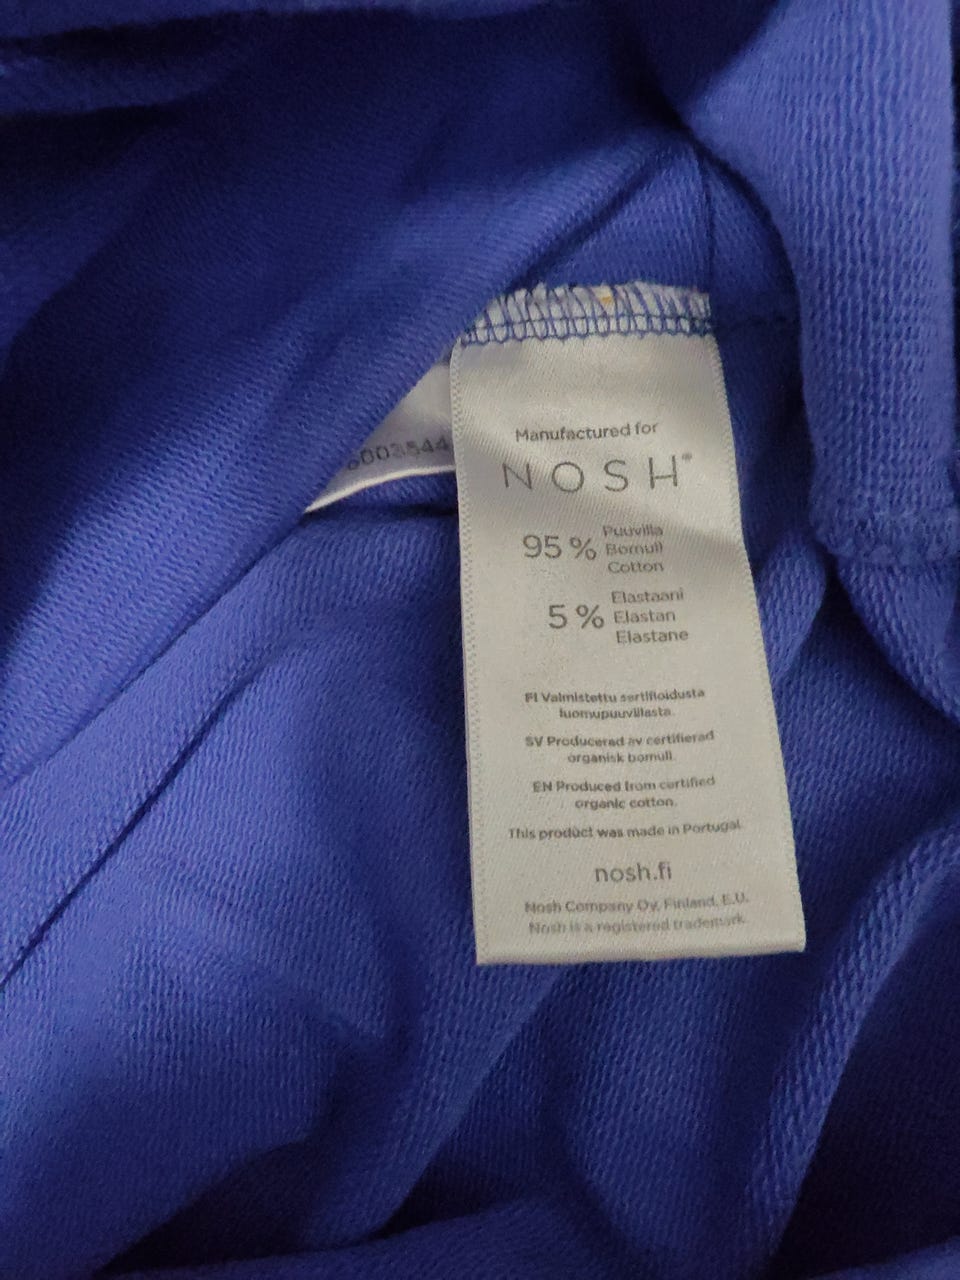 Manufactured for
NOSH®
95 % Puuvilla
Bomull
Cotton
5 % Elastaani
Elastan
Elastane
FI Valmistettu sertifioidusta
luomupuuvillasta.
SV Producerad av certifierad
organisk bomull.
EN Produced from certified
organic cotton.
This product was made in Portugal.
nosh.fi
Nosh Company Oy, Finland, E.U.
Nosh is a registered trademark.